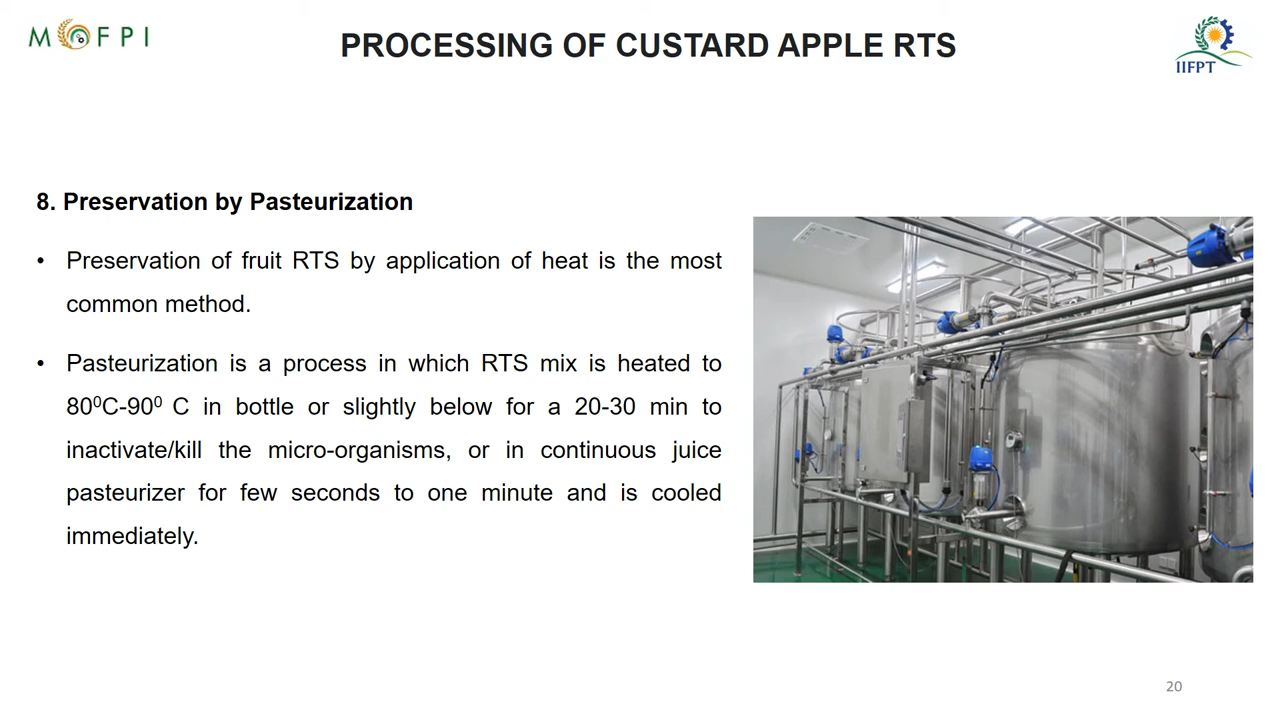 MOFPI
PROCESSING OF CUSTARD APPLE RTS
IIFPT
8. Preservation by Pasteurization
• Preservation of fruit RTS by application of heat is the most
common method.
• Pasteurization is a process in which RTS mix is heated to
80⁰C-90⁰ C in bottle or slightly below for a 20-30 min to
inactivate/kill the micro-organisms, or in continuous juice
pasteurizer for few seconds to one minute and is cooled
immediately.
20